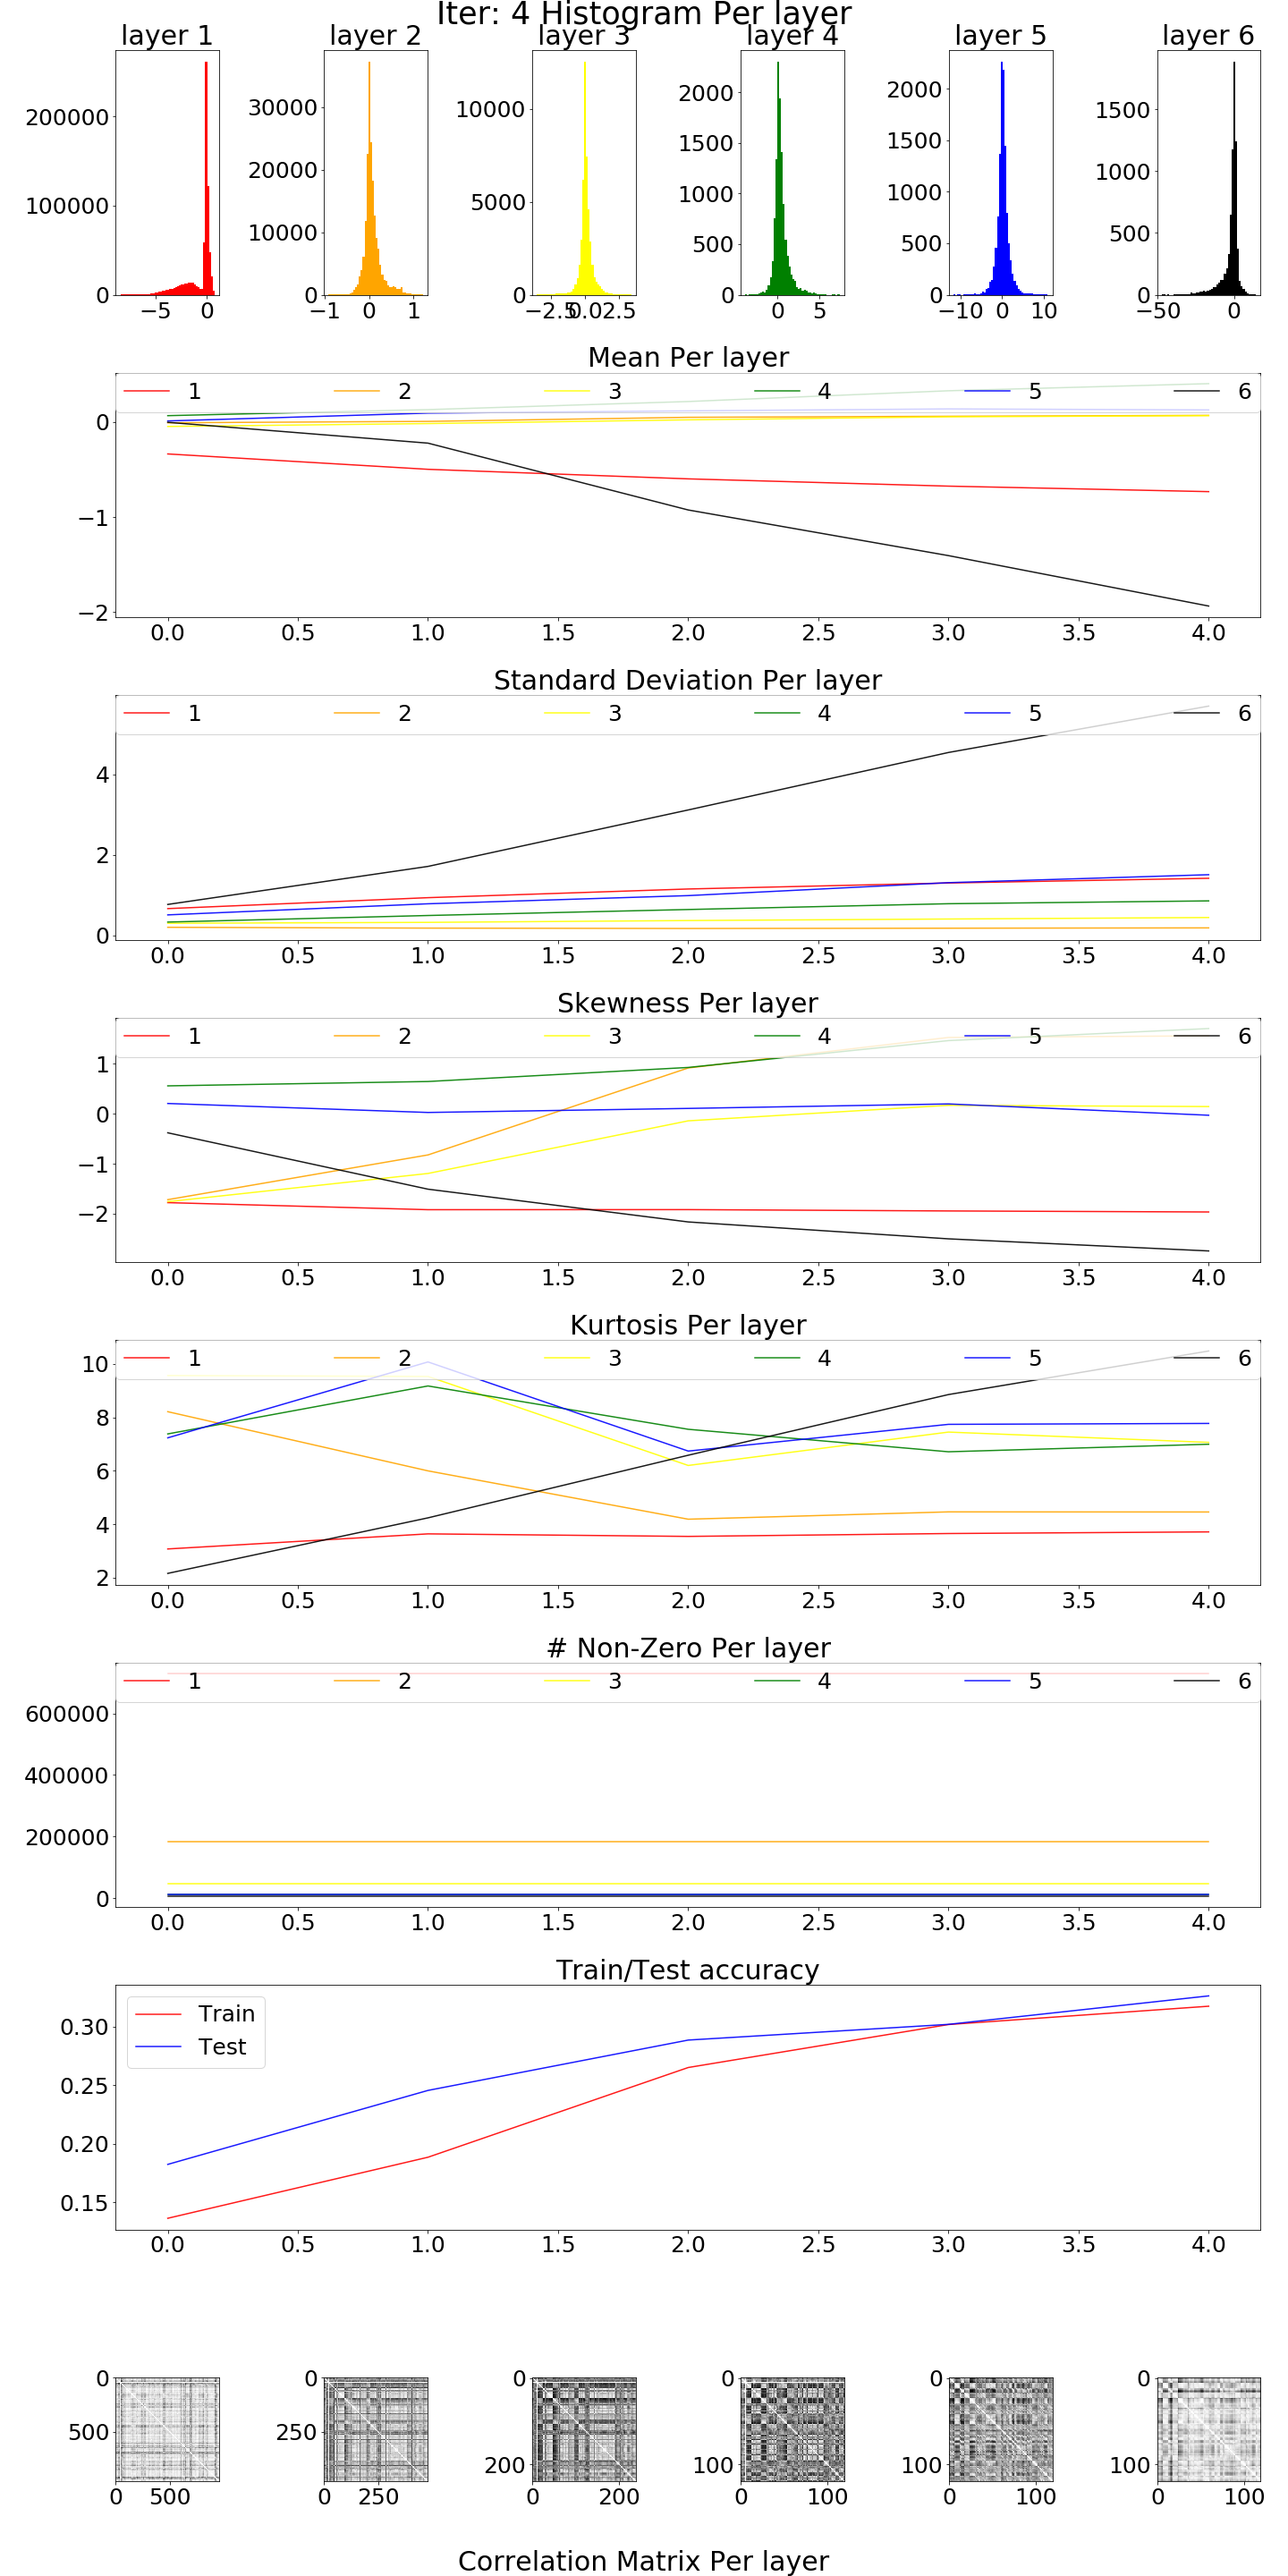 Iter: 4 Histogram Per layer
layer 1 layer 2 layer 3 layer 4 layer 5 layer 6
200000 100000 0 −5 0
30000 20000 10000 0 −1 0 1
10000 5000 0 −2.5 0.0 2.5
2000 1500 1000 500 0 0 5
2000 1500 1000 500 0 −10 0 10
1500 1000 500 0 −50 0
Mean Per layer
1 2 3 4 5 6
0
−1
−2
0.0 0.5 1.0 1.5 2.0 2.5 3.0 3.5 4.0
Standard Deviation Per layer
1 2 3 4 5 6
4
2
0
0.0 0.5 1.0 1.5 2.0 2.5 3.0 3.5 4.0
Skewness Per layer
1 2 3 4 5 6
1
0
−1
−2
0.0 0.5 1.0 1.5 2.0 2.5 3.0 3.5 4.0
Kurtosis Per layer
1 2 3 4 5 6
10
8
6
4
2
0.0 0.5 1.0 1.5 2.0 2.5 3.0 3.5 4.0
# Non-Zero Per layer
1 2 3 4 5 6
600000
400000
200000
0
0.0 0.5 1.0 1.5 2.0 2.5 3.0 3.5 4.0
Train/Test accuracy
Train
Test
0.30
0.25
0.20
0.15
0.0 0.5 1.0 1.5 2.0 2.5 3.0 3.5 4.0
0 500 0 500
0 250 0 250
0 200 0 200
0 100 0 100
0 100 0 100
0 100 0 100
Correlation Matrix Per layer